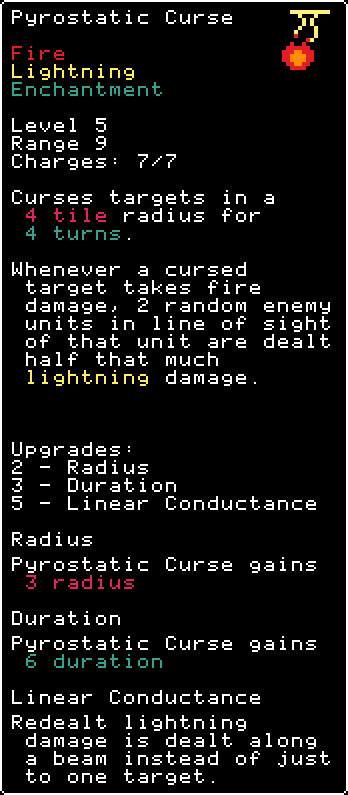 Pyrostatic Curse
Fire
Lightning
Enchantment
Level 5
Range 9
Charges: 7/7
Curses targets in a
4 tile radius for
4 turns.
Whenever a cursed
target takes fire
damage, 2 random enemy
units in line of sight
of that unit are dealt
half that much
lightning damage.
Upgrades:
2 - Radius
3 - Duration
5 - Linear Conductance
Radius
Pyrostatic Curse gains
3 radius
Duration
Pyrostatic Curse gains
6 duration
Linear Conductance
Redealt lightning
damage is dealt along
a beam instead of just
to one target.